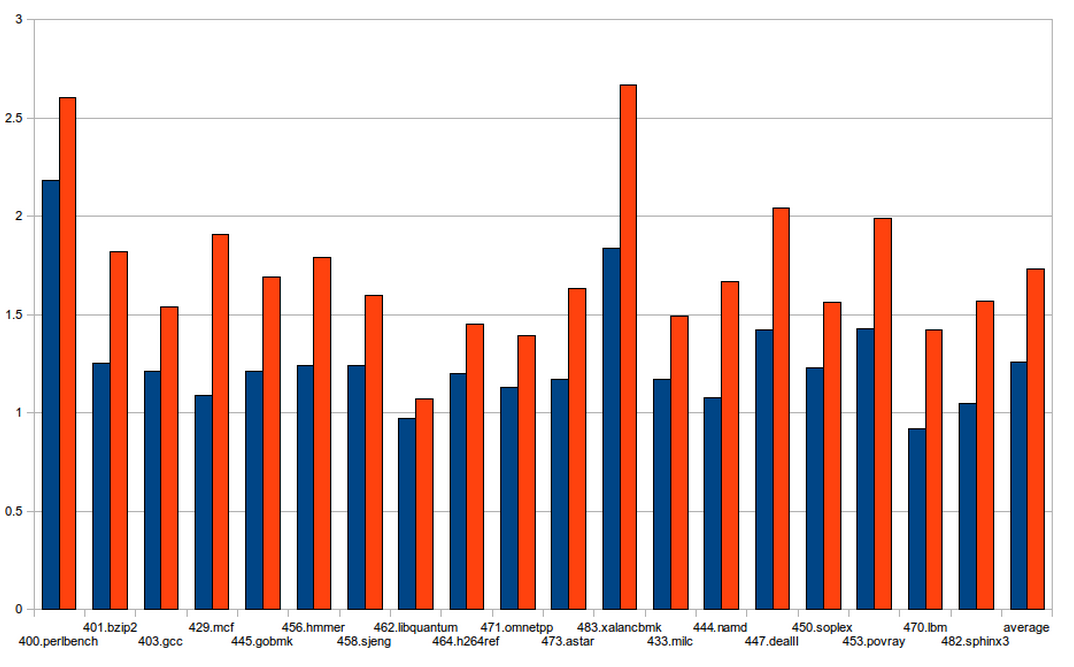 3
2.5
2
1.5
1
0.5
0
400.perlbench
401.bzip2
403.gcc
429.mcf
445.gobmk
456.hmmer
458.sjeng
462.libquantum
464.h264ref
471.omnetpp
473.astar
483.xalancbmk
433.milc
444.namd
447.dealII
450.soplex
453.povray
470.lbm
482.sphinx3
average